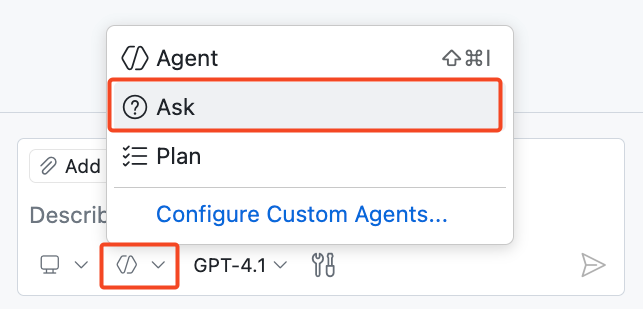 Agent ⇧⌘I
Ask
Plan
Configure Custom Agents...
Add
Describ
GPT-4.1